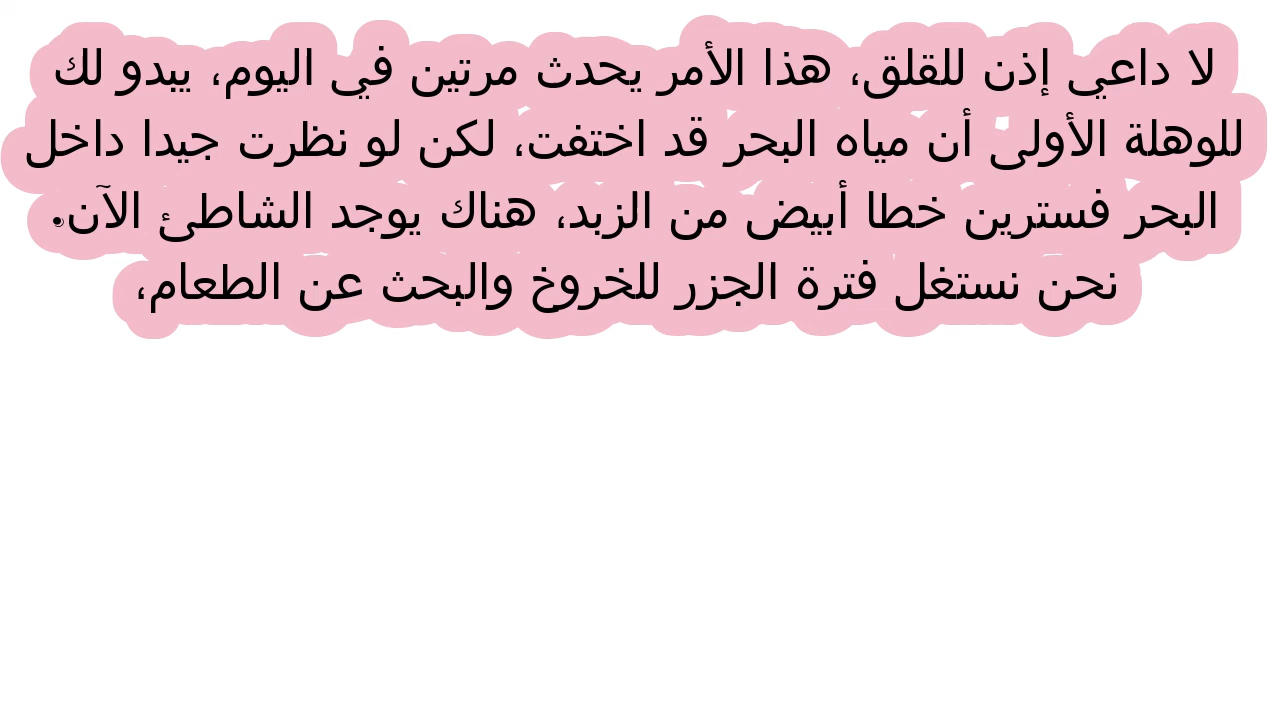 لا داعي إذن للقلق، هذا الأمر يحدث مرتين في اليوم، يبدو لك
للوهلة الأولى أن مياه البحر قد اختفت، لكن لو نظرت جيدا داخل
البحر فسترين خطا أبيض من الزبد، هناك يوجد الشاطئ الآن.
نحن نستغل فترة الجزر للخروخ والبحث عن الطعام،